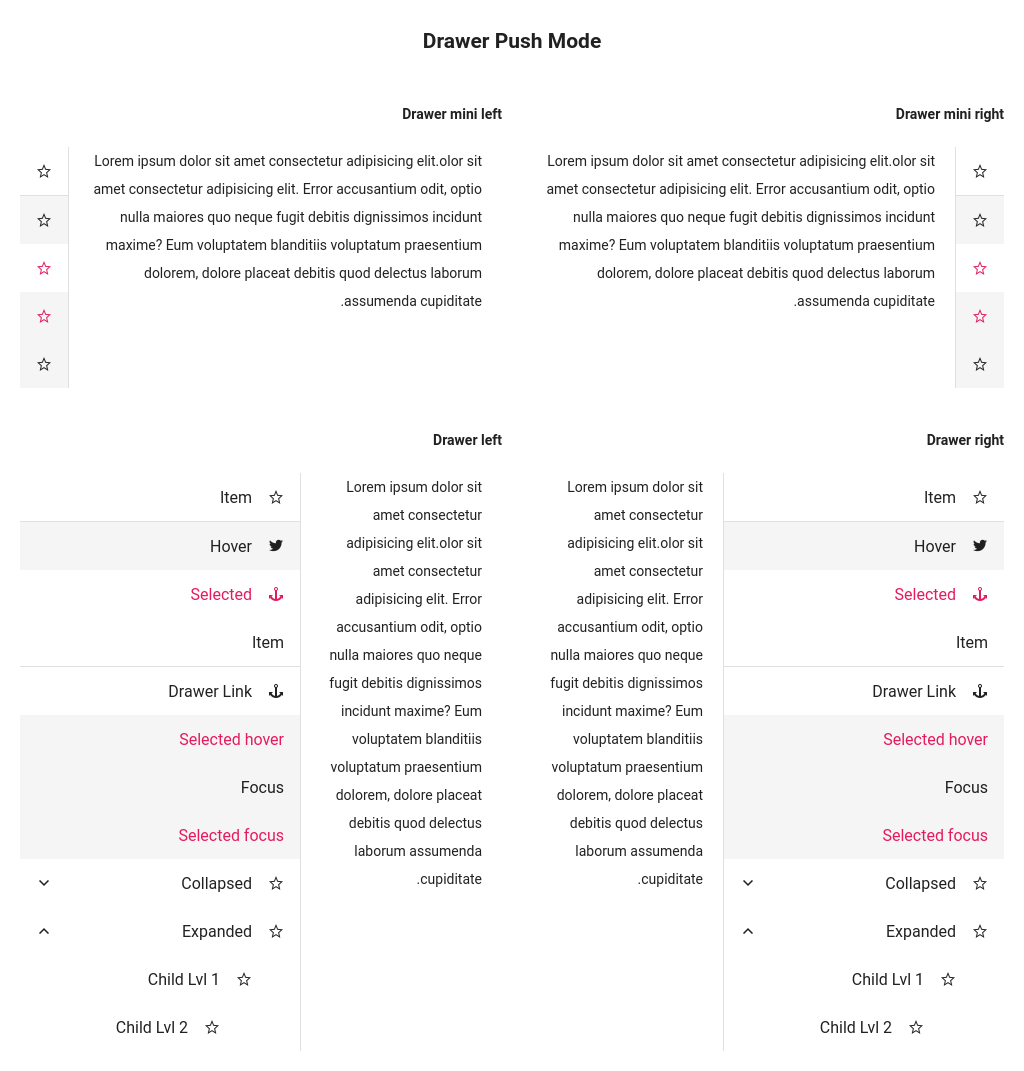 Drawer Push Mode
Drawer mini left
Lorem ipsum dolor sit amet consectetur adipisicing elit.olor sit
amet consectetur adipisicing elit. Error accusantium odit, optio
nulla maiores quo neque fugit debitis dignissimos incidunt
maxime? Eum voluptatem blanditiis voluptatum praesentium
dolorem, dolore placeat debitis quod delectus laborum
.assumenda cupiditate
Drawer mini right
Lorem ipsum dolor sit amet consectetur adipisicing elit.olor sit
amet consectetur adipisicing elit. Error accusantium odit, optio
nulla maiores quo neque fugit debitis dignissimos incidunt
maxime? Eum voluptatem blanditiis voluptatum praesentium
dolorem, dolore placeat debitis quod delectus laborum
.assumenda cupiditate
Drawer left
Item
Hover
Selected
Item
Drawer Link
Selected hover
Focus
Selected focus
Collapsed
Expanded
Child Lvl 1
Child Lvl 2
Lorem ipsum dolor sit
amet consectetur
adipisicing elit.olor sit
amet consectetur
adipisicing elit. Error
accusantium odit, optio
nulla maiores quo neque
fugit debitis dignissimos
incidunt maxime? Eum
voluptatem blanditiis
voluptatum praesentium
dolorem, dolore placeat
debitis quod delectus
laborum assumenda
.cupiditate
Drawer right
Lorem ipsum dolor sit
amet consectetur
adipisicing elit.olor sit
amet consectetur
adipisicing elit. Error
accusantium odit, optio
nulla maiores quo neque
fugit debitis dignissimos
incidunt maxime? Eum
voluptatem blanditiis
voluptatum praesentium
dolorem, dolore placeat
debitis quod delectus
laborum assumenda
.cupiditate
Item
Hover
Selected
Item
Drawer Link
Selected hover
Focus
Selected focus
Collapsed
Expanded
Child Lvl 1
Child Lvl 2